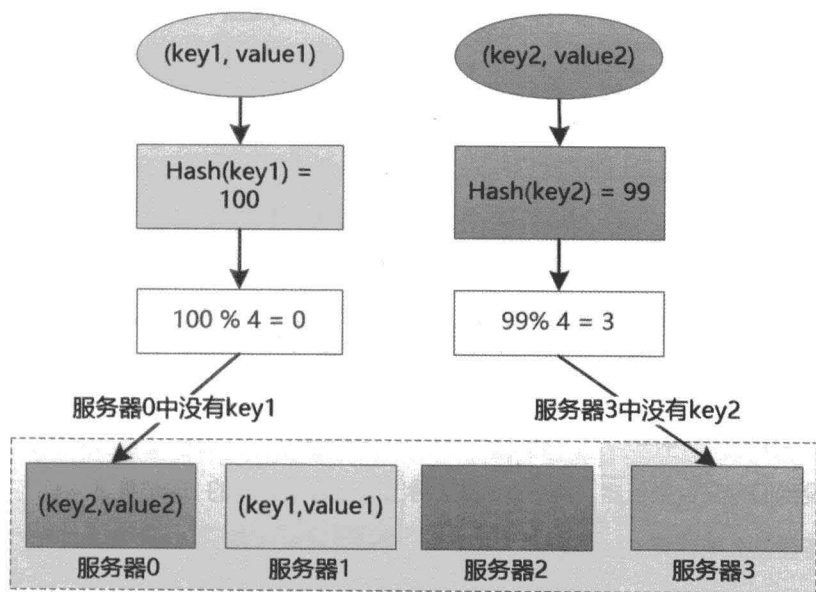 (key1, value1)
(key2, value2)
Hash(key1) =
100
Hash(key2) = 99
100 % 4 = 0
99% 4 = 3
服务器0中没有key1
服务器3中没有key2
(key2,value2)
(key1,value1)
服务器0
服务器1
服务器2
服务器3